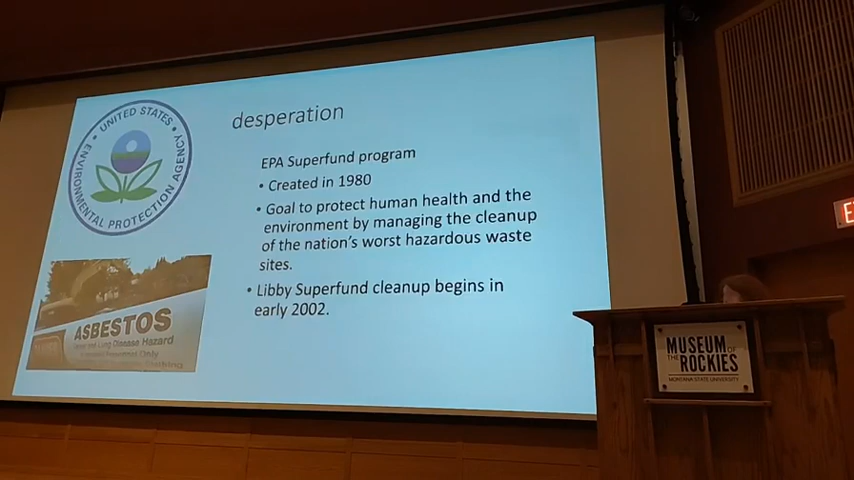 desperation
UNITED STATES
ENVIRONMENTAL PROTECTION AGENCY
EPA Superfund program
• Created in 1980
• Goal to protect human health and the
environment by managing the cleanup
of the nation's worst hazardous waste
sites.
• Libby Superfund cleanup begins in
early 2002.
ASBESTOS
and Lung Disease Hazard
Only
MUSEUM OF
THE ROCKIES
MONTANA STATE UNIVERSITY
E